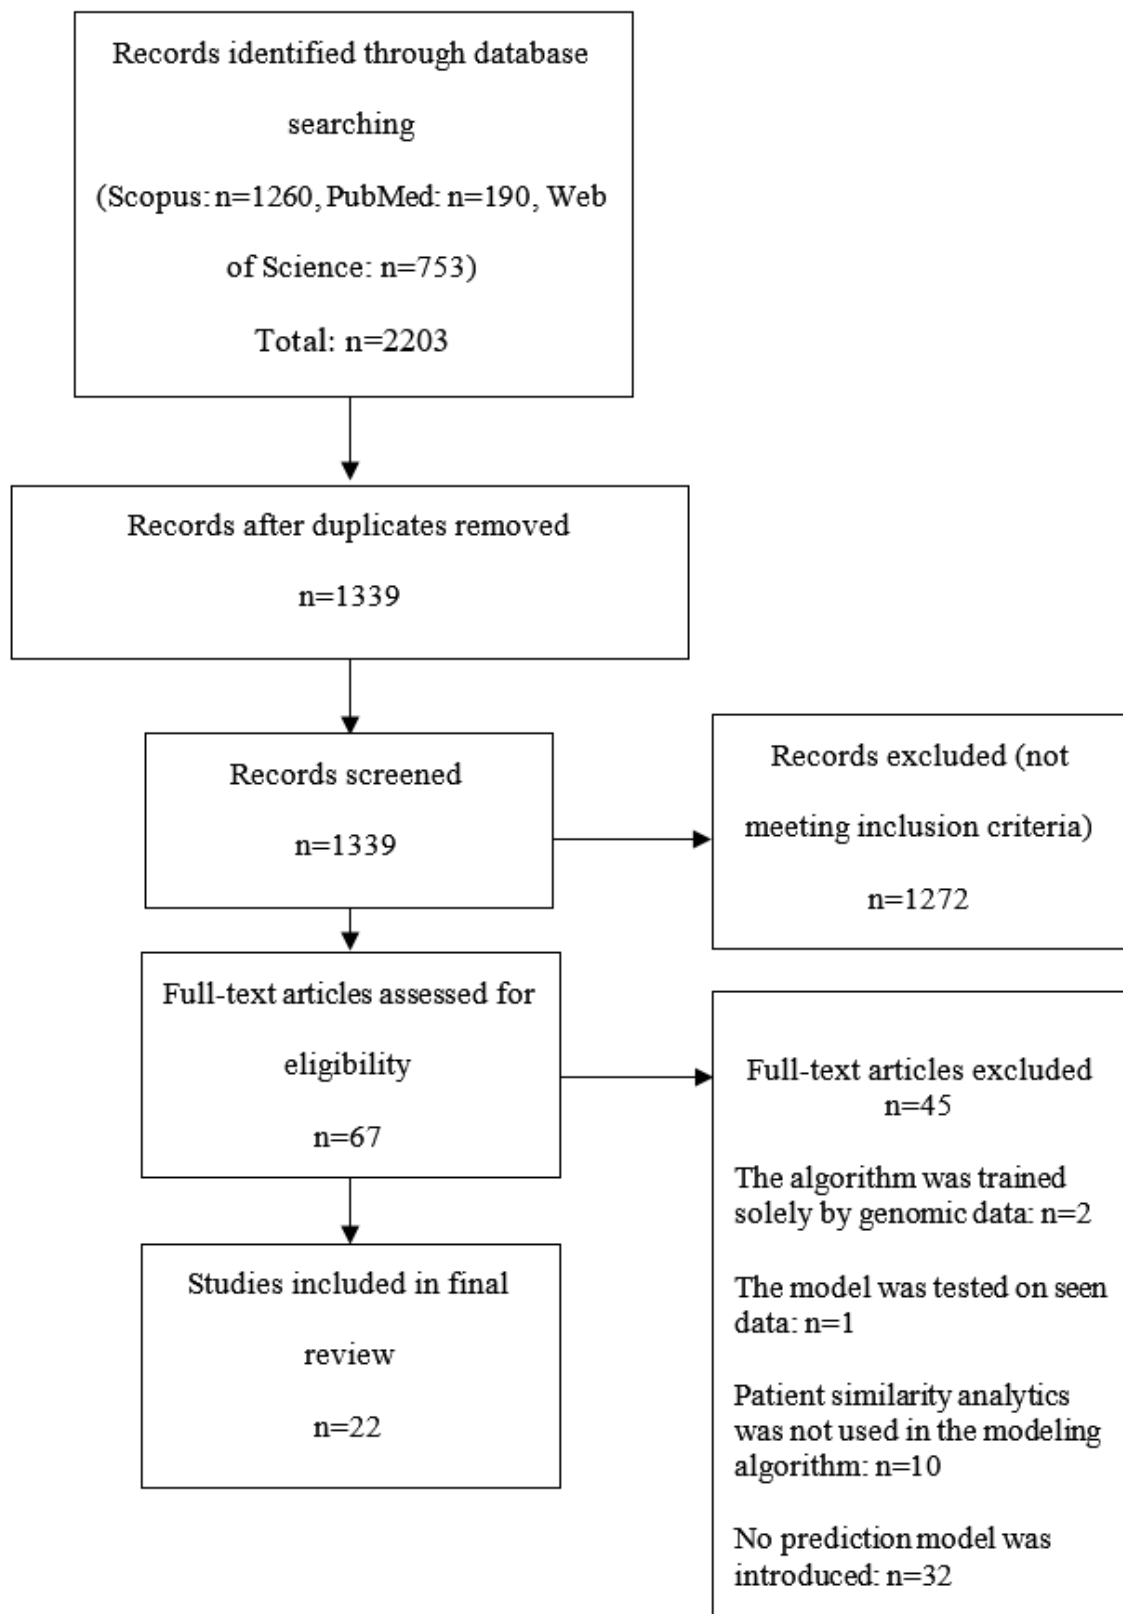 Records identified through database
searching
(Scopus: n=1260, PubMed: n=190, Web
of Science: n=753)
Total: n=2203
Records after duplicates removed
n=1339
Records screened
n=1339
Records excluded (not
meeting inclusion criteria)
n=1272
Full-text articles assessed for
eligibility
n=67
Full-text articles excluded
n=45
The algorithm was trained
solely by genomic data: n=2
The model was tested on seen
data: n=1
Patient similarity analytics
was not used in the modeling
algorithm: n=10
No prediction model was
introduced: n=32
Studies included in final
review
n=22